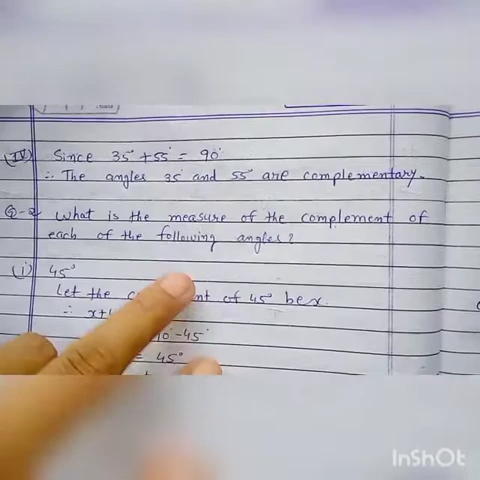 (IV) Since 35° + 55° = 90°
∴ The angles 35° and 55° are complementary.
Q-2 What is the measure of the complement of
each of the following angles?
(i) 45°
Let the of 45° be x.
∴ x+
90°-45°
= 45°
InShOt